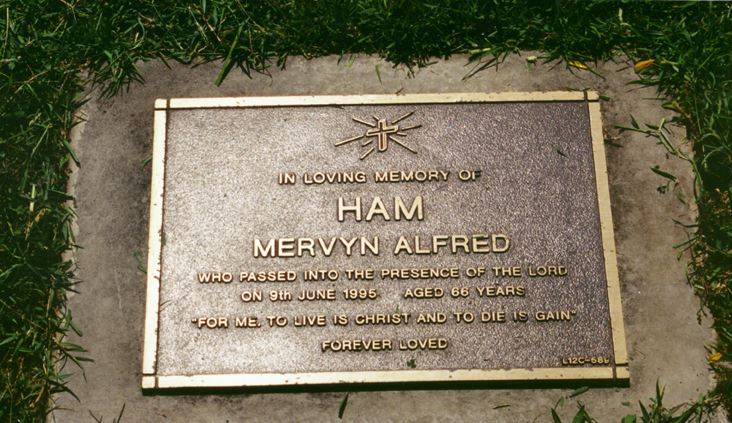 IN LOVING MEMORY OF
HAM
MERVYN ALFRED
WHO PASSED INTO THE PRESENCE OF THE LORD
ON 9th JUNE 1995 AGED 66 YEARS
"FOR ME, TO LIVE IS CHRIST AND TO DIE IS GAIN"
FOREVER LOVED